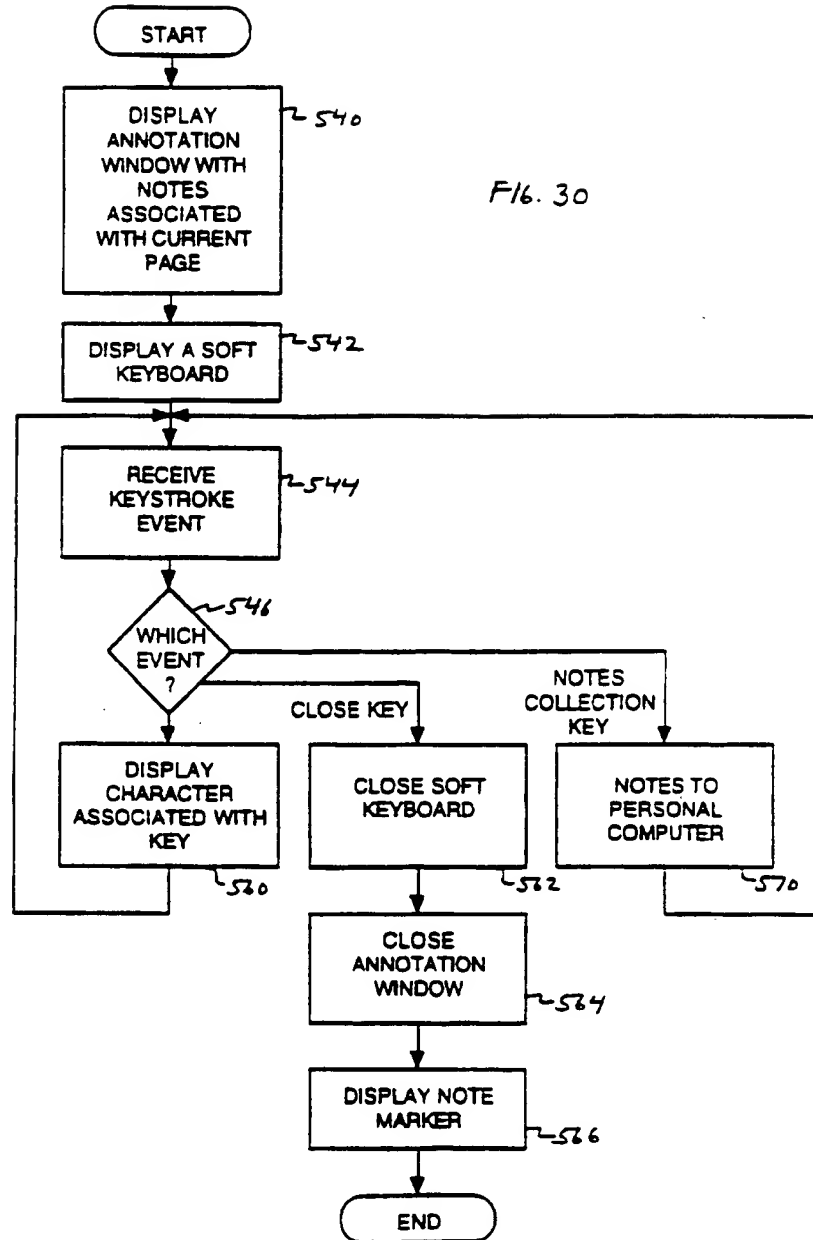 START
DISPLAY
ANNOTATION
WINDOW WITH
NOTES
ASSOCIATED
WITH CURRENT
PAGE
540
FIG. 30
DISPLAY A SOFT
KEYBOARD
542
RECEIVE
KEYSTROKE
EVENT
544
WHICH
EVENT
?
546
CLOSE KEY
NOTES
COLLECTION
KEY
DISPLAY
CHARACTER
ASSOCIATED WITH
KEY
560
CLOSE SOFT
KEYBOARD
562
NOTES TO
PERSONAL
COMPUTER
570
CLOSE
ANNOTATION
WINDOW
564
DISPLAY NOTE
MARKER
566
END